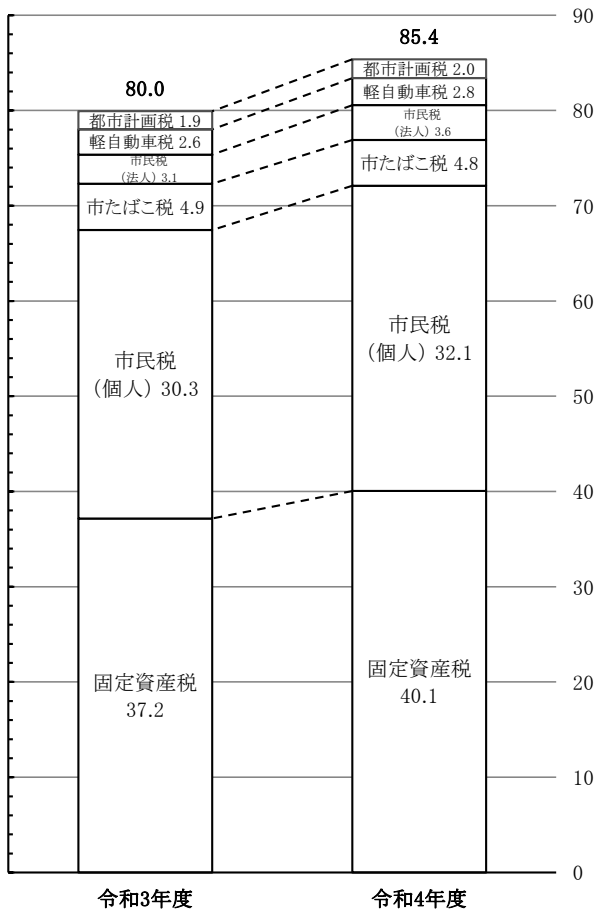 90
80.0
85.4
都市計画税 1.9
軽自動車税 2.6
市民税
（法人）3.1
市たばこ税 4.9
市民税
（個人）30.3
固定資産税
37.2
都市計画税 2.0
軽自動車税 2.8
市民税
（法人）3.6
市たばこ税 4.8
市民税
（個人）32.1
固定資産税
40.1
80
70
60
50
40
30
20
10
0
令和3年度
令和4年度